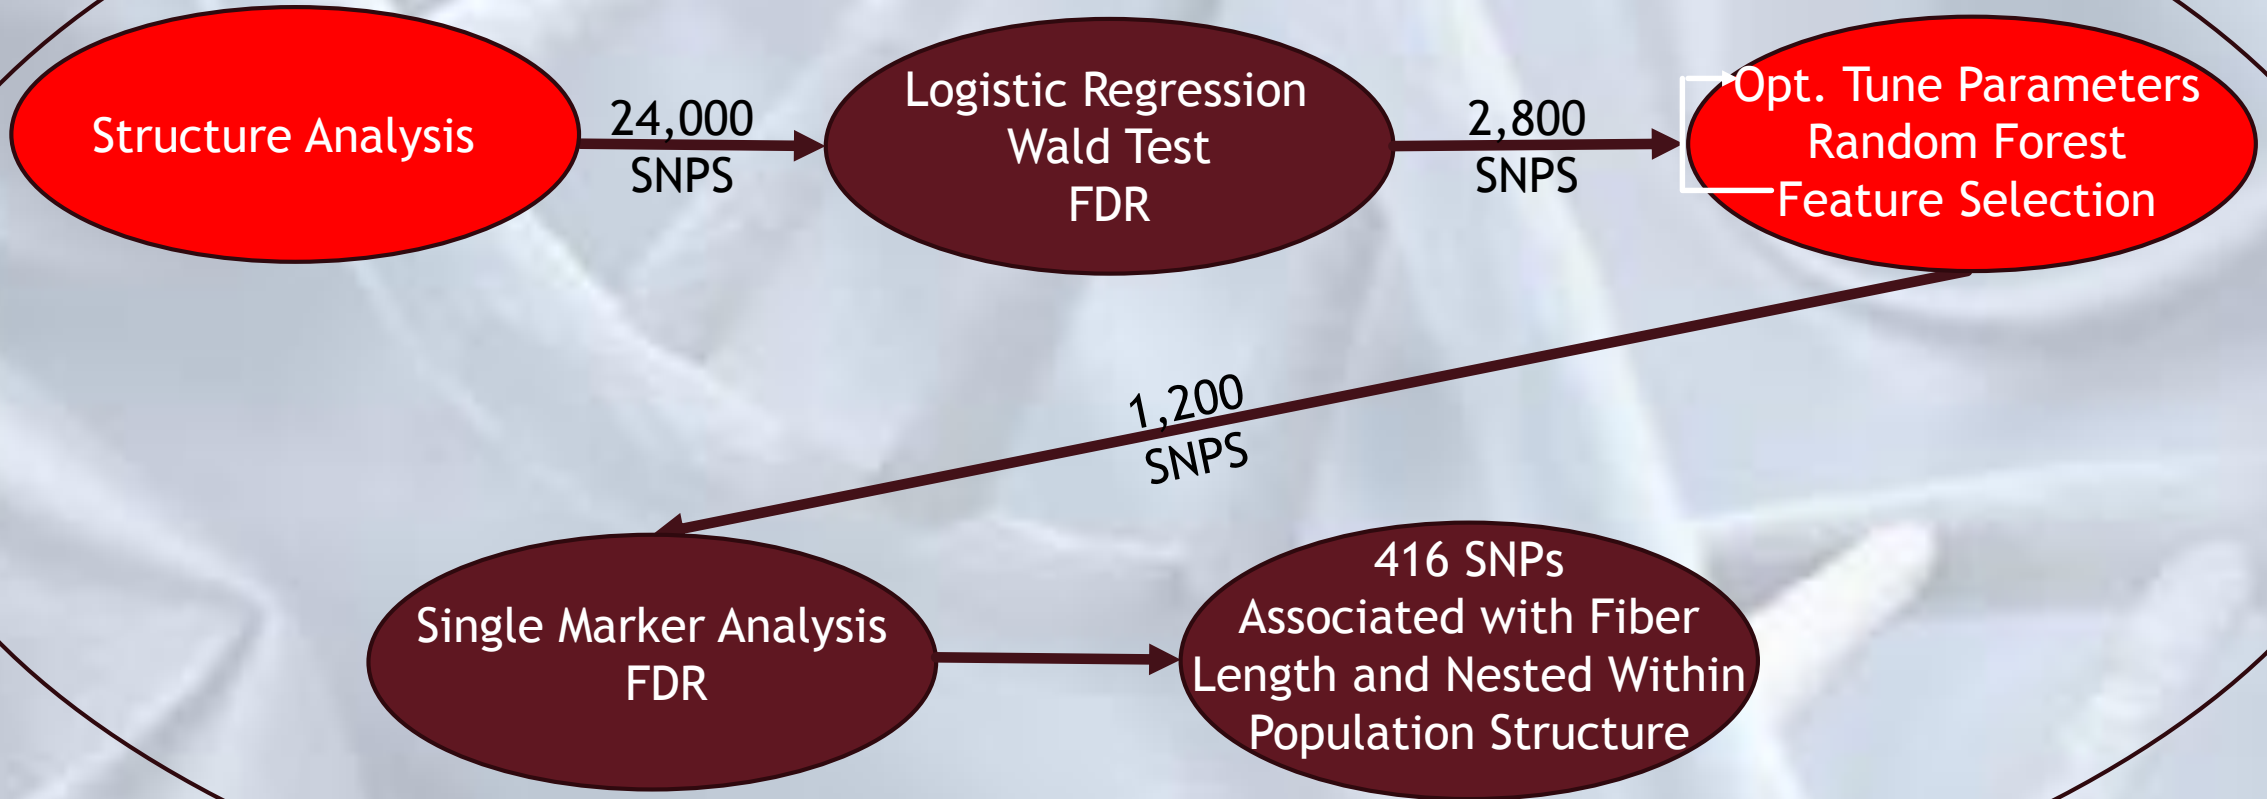 Structure Analysis
24,000
SNPS
Logistic Regression
Wald Test
FDR
2,800
SNPS
Opt. Tune Parameters
Random Forest
Feature Selection
1,200
SNPS
Single Marker Analysis
FDR
416 SNPs
Associated with Fiber
Length and Nested Within
Population Structure